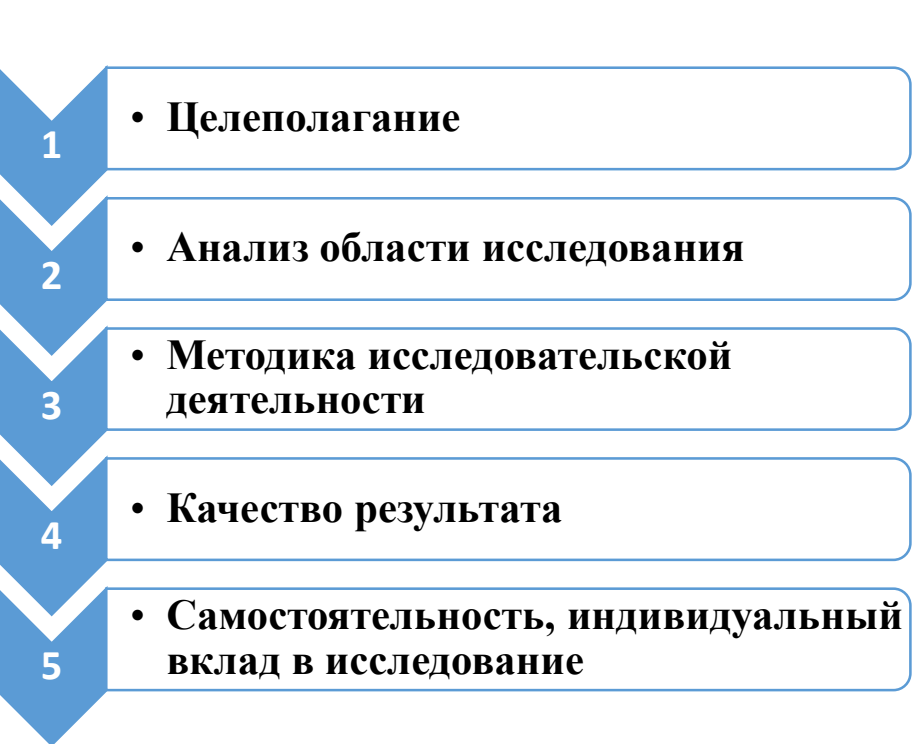 1
• Целеполагание
2
• Анализ области исследования
3
• Методика исследовательской
деятельности
4
• Качество результата
5
• Самостоятельность, индивидуальный
вклад в исследование